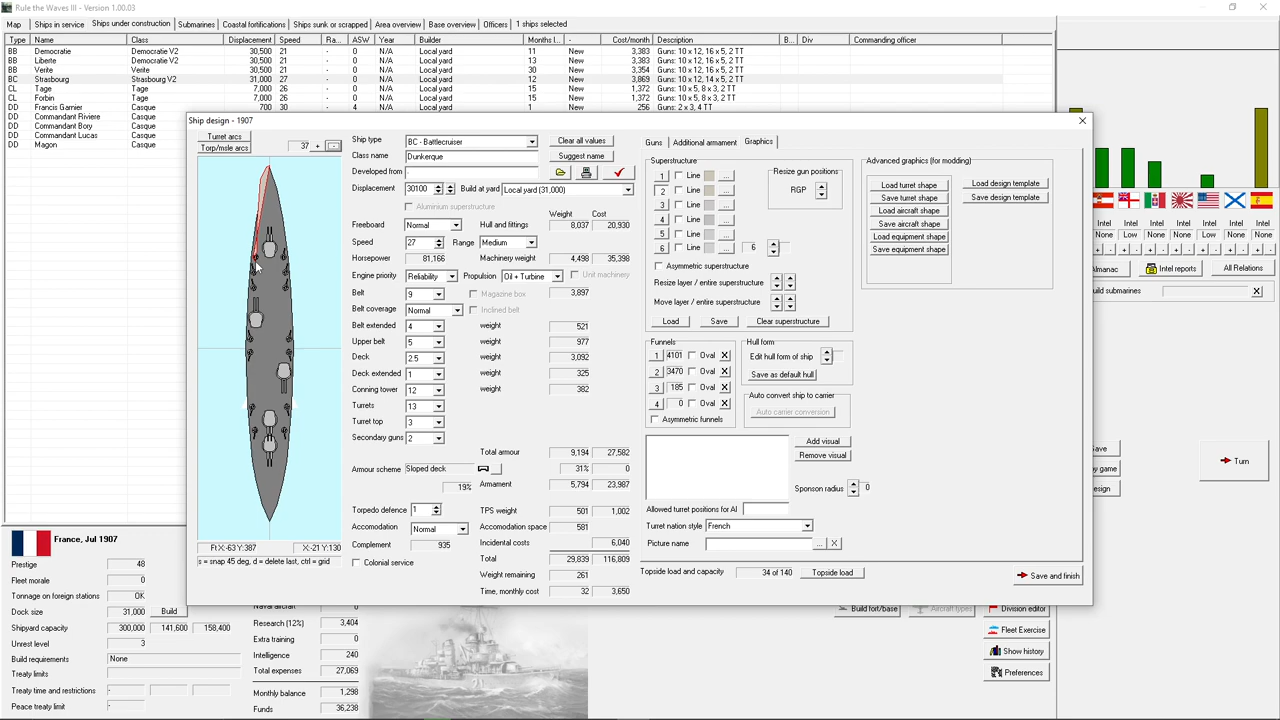 Rule the Waves III - Version 1.00.03
Map Ships in service Ships under construction Submarines Coastal fortifications Ships sunk or scrapped Area overview Base overview Officers 1 ships selected
Type Name Class Displacement Speed Ra... ASW Year Builder Months l... - Cost/month Description B... Div Commanding officer
BB Democratie Democratie V2 30,500 21 - 0 N/A Local yard 11 New 3,383 Guns: 10 x 12, 16 x 5, 2 TT
BB Liberte Democratie V2 30,500 21 - 0 N/A Local yard 13 New 3,383 Guns: 10 x 12, 16 x 5, 2 TT
BB Verite Democratie V2 30,500 21 - 0 N/A Local yard 30 New 3,354 Guns: 10 x 12, 16 x 5, 2 TT
BC Strasbourg Strasbourg V2 31,000 27 - 0 N/A Local yard 12 New 3,869 Guns: 10 x 12, 14 x 5, 2 TT
CL Tage Tage 7,000 26 - 0 N/A Local yard 15 New 1,372 Guns: 10 x 5, 8 x 3, 2 TT
CL Forbin Tage 7,000 26 - 0 N/A Local yard 15 New 1,372 Guns: 10 x 5, 8 x 3, 2 TT
DD Francis Garnier Casque 700 30 - 4 N/A Local yard 1 New 256 Guns: 2 x 3, 4 TT
DD Commandant Riviere Casque
DD Commandant Bory Casque
DD Commandant Lucas Casque
DD Magon Casque
Ship design - 1907
Turret arcs
Torp/msle arcs
37 + -
Ft X:-63 Y:387 X:-21 Y:130
s = snap 45 deg, d = delete last, ctrl = grid
Ship type BC - Battlecruiser Clear all values
Class name Dunkerque Suggest name
Developed from -
Displacement 30100 Build at yard Local yard (31,000)
Aluminium superstructure
Weight Cost
Freeboard Normal Hull and fittings 8,037 20,930
Speed 27 Range Medium
Horsepower 81,166 Machinery weight 4,498 35,398
Engine priority Reliability Propulsion Oil + Turbine Unit machinery
Belt 9 Magazine box 3,897
Belt coverage Normal Inclined belt
Belt extended 4 weight 521
Upper belt 5 weight 977
Deck 2.5 weight 3,092
Deck extended 1 weight 325
Conning tower 12 weight 382
Turrets 13
Turret top 3
Secondary guns 2
Total armour 9,194 27,582
Armour scheme Sloped deck 31% 0
19% Armament 5,794 23,987
Torpedo defence 1 TPS weight 501 1,002
Accomodation Normal Accomodation space 581
Complement 935 Incidental costs 6,040
Colonial service Total 29,839 116,809
Weight remaining 261
Time, monthly cost 32 3,650
Guns Additional armament Graphics
Superstructure
1 Line ...
2 Line ...
3 Line ...
4 Line ...
5 Line ...
6 Line ... 6
Asymmetric superstructure
Resize layer / entire superstructure
Move layer / entire superstructure
Load Save Clear superstructure
Resize gun positions
RGP
Advanced graphics (for modding)
Load turret shape Load design template
Save turret shape Save design template
Load aircraft shape
Save aircraft shape
Load equipment shape
Save equipment shape
Funnels
1 4101 Oval X
2 3470 Oval X
3 185 Oval X
4 0 Oval X
Asymmetric funnels
Hull form
Edit hull form of ship
Save as default hull
Auto convert ship to carrier
Auto carrier conversion
Add visual
Remove visual
Sponson radius 0
Allowed turret positions for AI
Turret nation style French
Picture name ... X
Topside load and capacity 34 of 140 Topside load
Save and finish
Intel Intel Intel Intel Intel Intel Intel
None Low None Low None Low None
Almanac Intel reports All Relations
uild submarines
ave
y game
esign
Turn
France, Jul 1907
Prestige 48
Fleet morale 0
Tonnage on foreign stations OK
Dock size 31,000 Build
Shipyard capacity 300,000 141,600 158,400
Unrest level 3
Build requirements None
Treaty limits
Treaty time and restrictions -
Peace treaty limit -
Naval aircraft 0
Research (12%) 3,404
Extra training 0
Intelligence 240
Total expenses 27,069
Monthly balance 1,298
Funds 36,238
Build fort/base Aircraft types Division editor
Fleet Exercise
Show history
Preferences